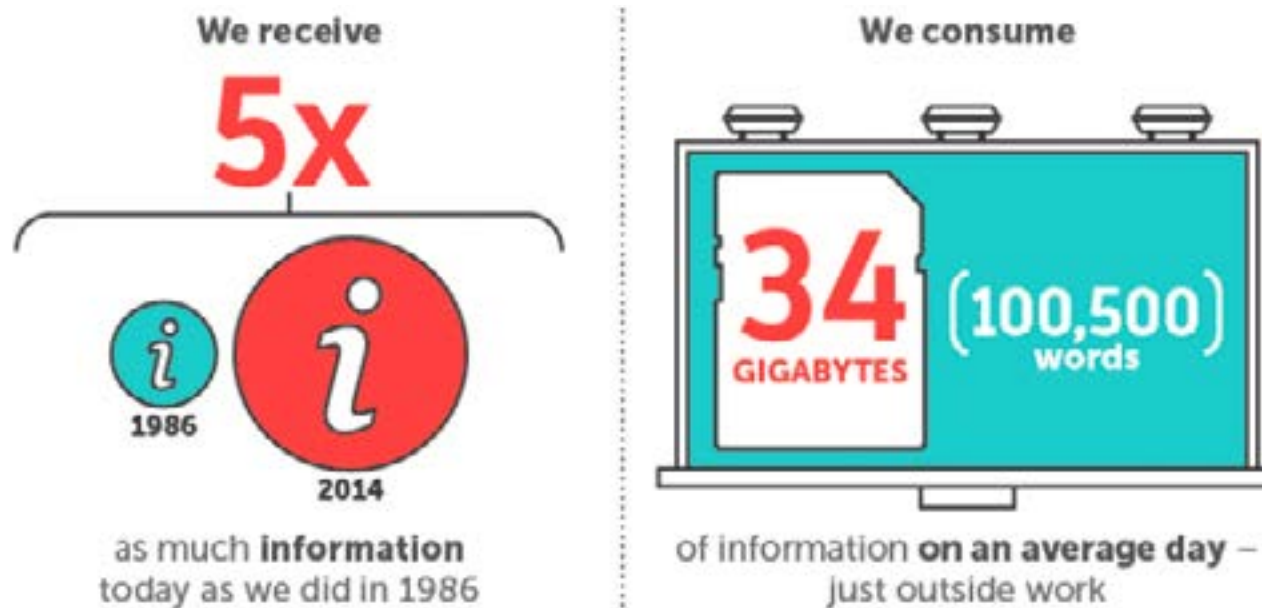 We receive
5x
1986
2014
as much information
today as we did in 1986
We consume
34
GIGABYTES
(100,500)
words
of information on an average day –
just outside work